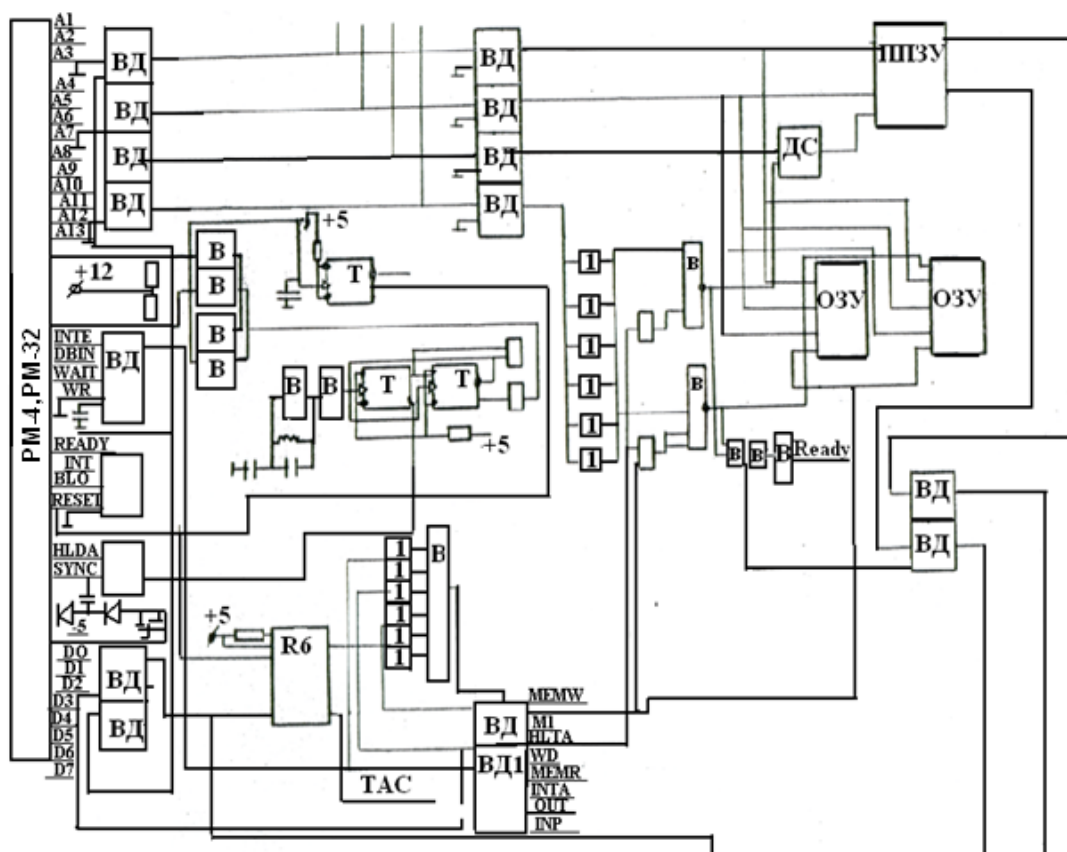 PM-4,PM-32
A1
A2
A3
A4
A5
A6
A7
A8
A9
A10
A11
A12
A13
ВД
ВД
ВД
ВД
ВД
ВД
ВД
ВД
ППЗУ
ДС
ОЗУ
ОЗУ
+12
В
В
В
В
+5
Т
INTE
DBIN
WAIT
WR
ВД
READY
INT
BLO
RESET
HLDA
SYNC
-5
В
В
Т
Т
+5
1
1
1
1
1
1
В
В
В
В
В
Ready
ВД
ВД
1
1
1
1
1
1
В
+5
R6
DO
D1
D2
D3
D4
D5
D6
D7
ВД
ВД
TAC
ВД
ВД1
MEMW
M1
HLTA
WD
MEMR
INTA
OUT
INP